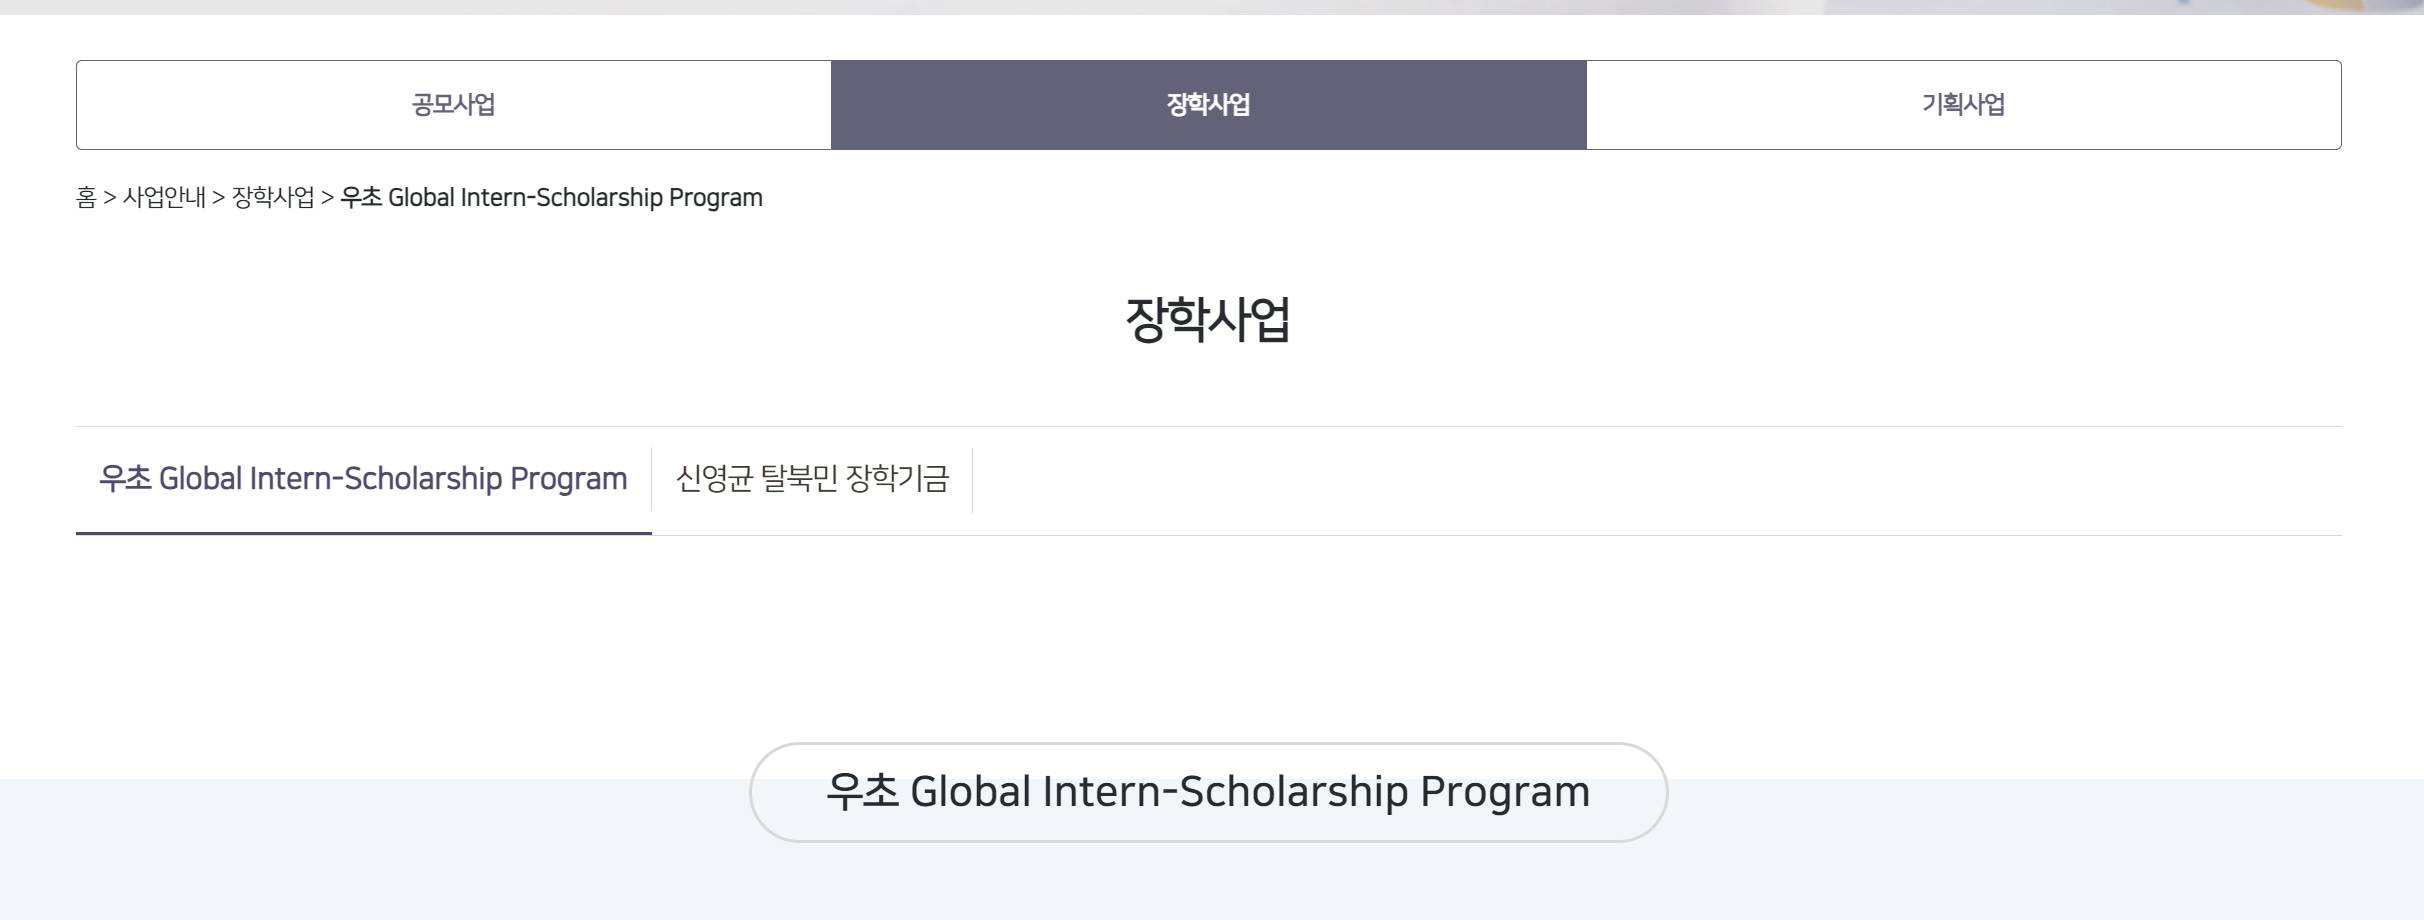 공모사업
장학사업
기획사업
홈 > 사업안내 > 장학사업 > 우초 Global Intern-Scholarship Program
장학사업
우초 Global Intern-Scholarship Program
신영균 탈북민 장학기금
우초 Global Intern-Scholarship Program